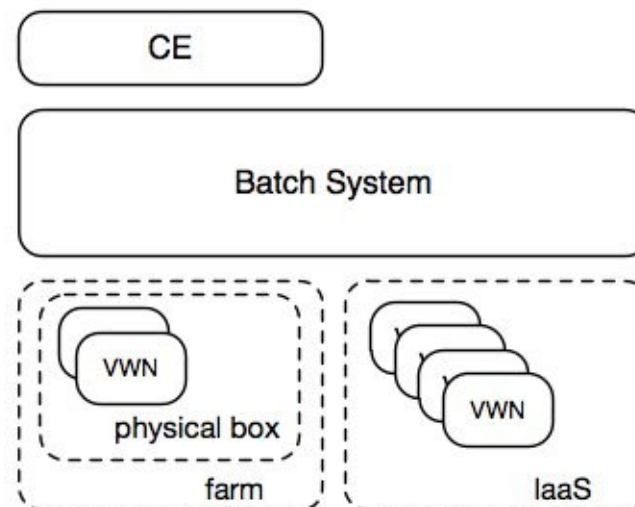 CE
Batch System
VWN
physical box
farm
VWN
IaaS